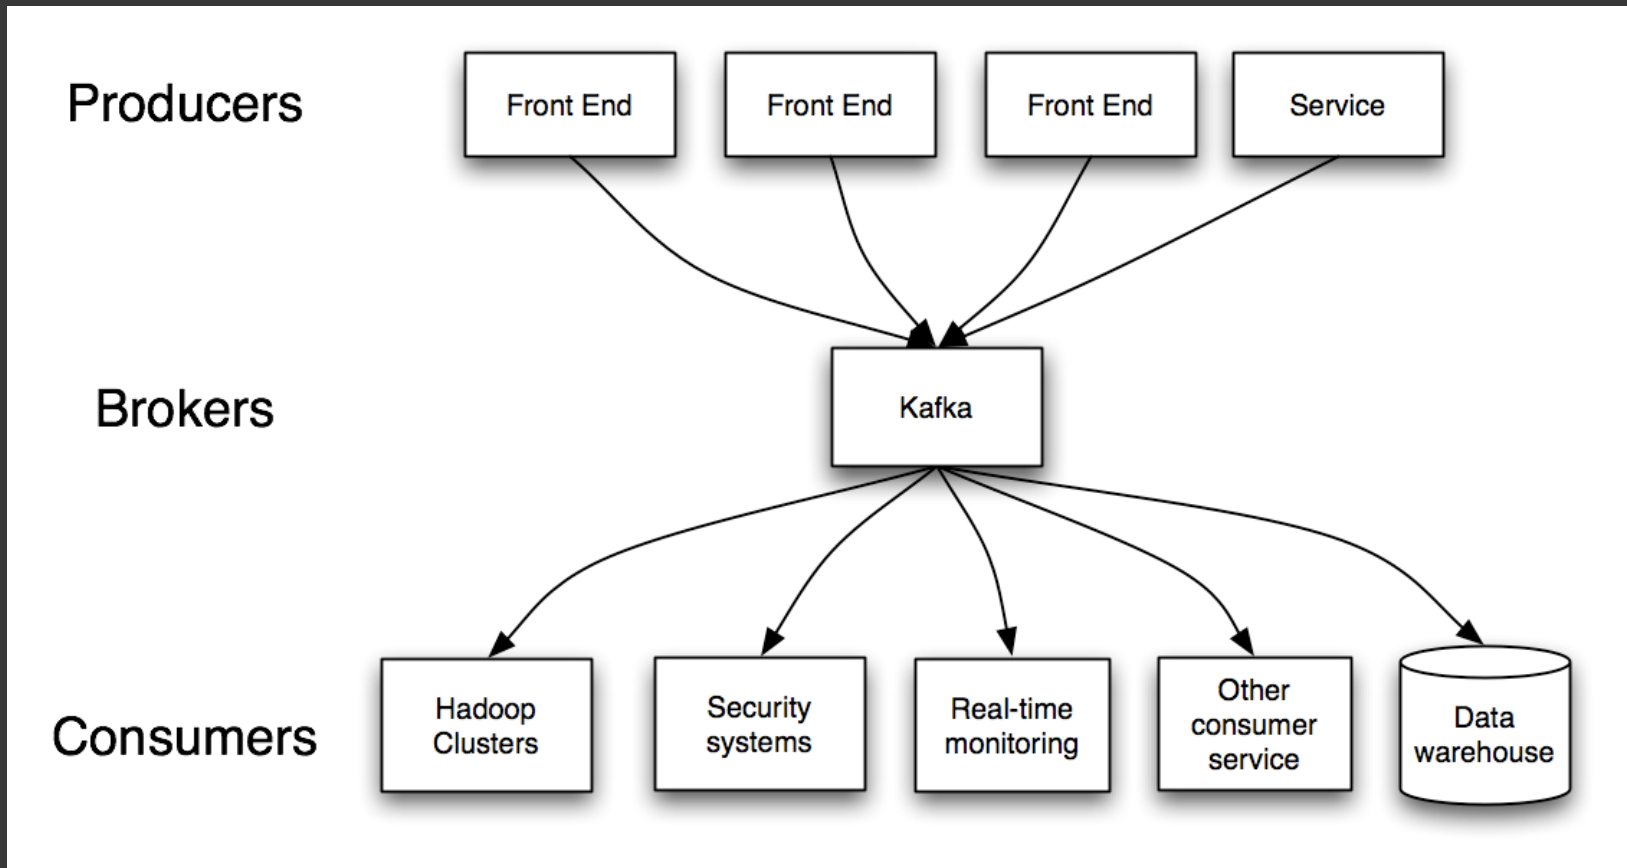 Producers
Front End
Front End
Front End
Service
Brokers
Kafka
Consumers
Hadoop
Clusters
Security
systems
Real-time
monitoring
Other
consumer
service
Data
warehouse